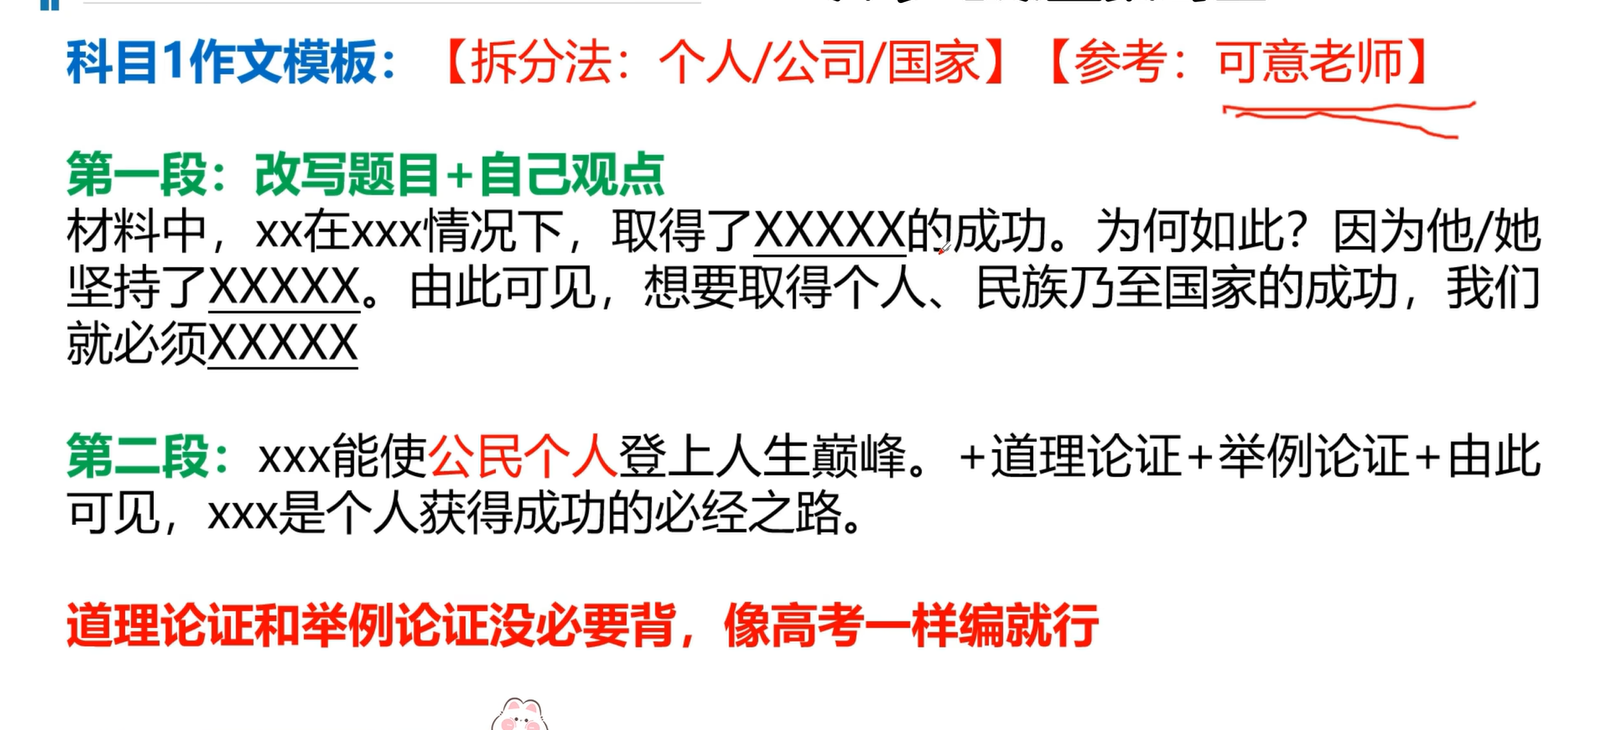 科目1作文模板：【拆分法：个人/公司/国家】【参考：可意老师】
第一段：改写题目+自己观点
材料中，xx在xxx情况下，取得了XXXXX的成功。为何如此？因为他/她
坚持了XXXXX。由此可见，想要取得个人、民族乃至国家的成功，我们
就必须XXXXX
第二段：xxx能使公民个人登上人生巅峰。+道理论证+举例论证+由此
可见，xxx是个人获得成功的必经之路。
道理论证和举例论证没必要背，像高考一样编就行